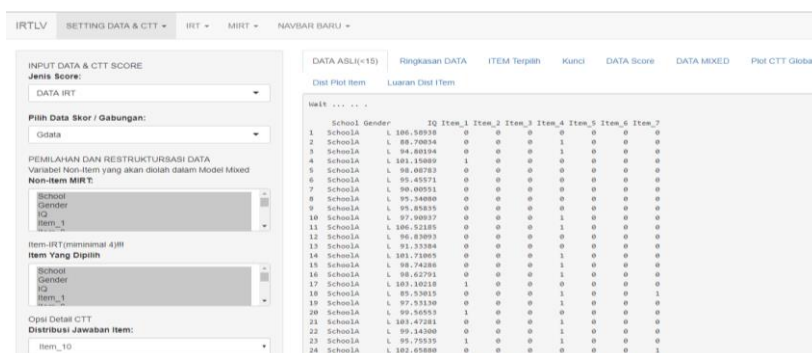 IRTLV SETTING DATA & CTT IRT MIRT NAVBAR BARU
INPUT DATA & CTT SCORE
Jenis Score:
DATA IRT
Pilih Data Skor / Gabungan:
Gdata
PEMILAHAN DAN RESTRUKTURSASI DATA
Variabel Non-Item yang akan diolah dalam Model Mixed
Non-Item MIRT:
School
Gender
IQ
Item_1
Item-IRT(miminimal 4)!!!
Item Yang Dipilih
School
Gender
IQ
Item_1
Opsi Detail CTT
Distribusi Jawaban Item:
Item_10
DATA ASLI(<15) Ringkasan DATA ITEM Terpilih Kunci DATA Score DATA MIXED Plot CTT Global
Dist Plot Item Luaran Dist ITem
Wait ... .. .
School Gender IQ Item_1 Item_2 Item_3 Item_4 Item_5 Item_6 Item_7
1 SchoolA L 106.58938 0 0 0 0 0 0 0
2 SchoolA L 88.70034 0 0 0 1 0 0 0
3 SchoolA L 94.80194 0 0 0 1 0 0 0
4 SchoolA L 101.15089 1 0 0 0 0 0 0
5 SchoolA L 98.08783 0 0 0 0 0 0 0
6 SchoolA L 95.45571 0 0 0 0 0 0 0
7 SchoolA L 90.00551 0 0 0 0 0 0 0
8 SchoolA L 95.34080 0 0 0 0 0 0 0
9 SchoolA L 95.85835 0 0 0 0 0 0 0
10 SchoolA L 97.90937 0 0 0 1 0 0 0
11 SchoolA L 106.52185 0 0 0 1 0 0 0
12 SchoolA L 96.83093 0 0 0 0 0 0 0
13 SchoolA L 91.33384 0 0 0 0 0 0 0
14 SchoolA L 101.71065 0 0 0 1 0 0 0
15 SchoolA L 98.74286 0 0 0 1 0 0 0
16 SchoolA L 98.62791 0 0 0 1 0 0 0
17 SchoolA L 103.10218 1 0 0 0 0 0 0
18 SchoolA L 85.53015 0 0 0 1 0 0 1
19 SchoolA L 97.53130 0 0 0 1 0 0 0
20 SchoolA L 99.56553 1 0 0 0 0 0 0
21 SchoolA L 103.47281 0 0 0 1 0 0 0
22 SchoolA L 99.14300 0 0 0 1 0 0 0
23 SchoolA L 95.75535 1 0 0 1 0 0 0
24 SchoolA L 102.65880 0 0 0 0 0 0 1